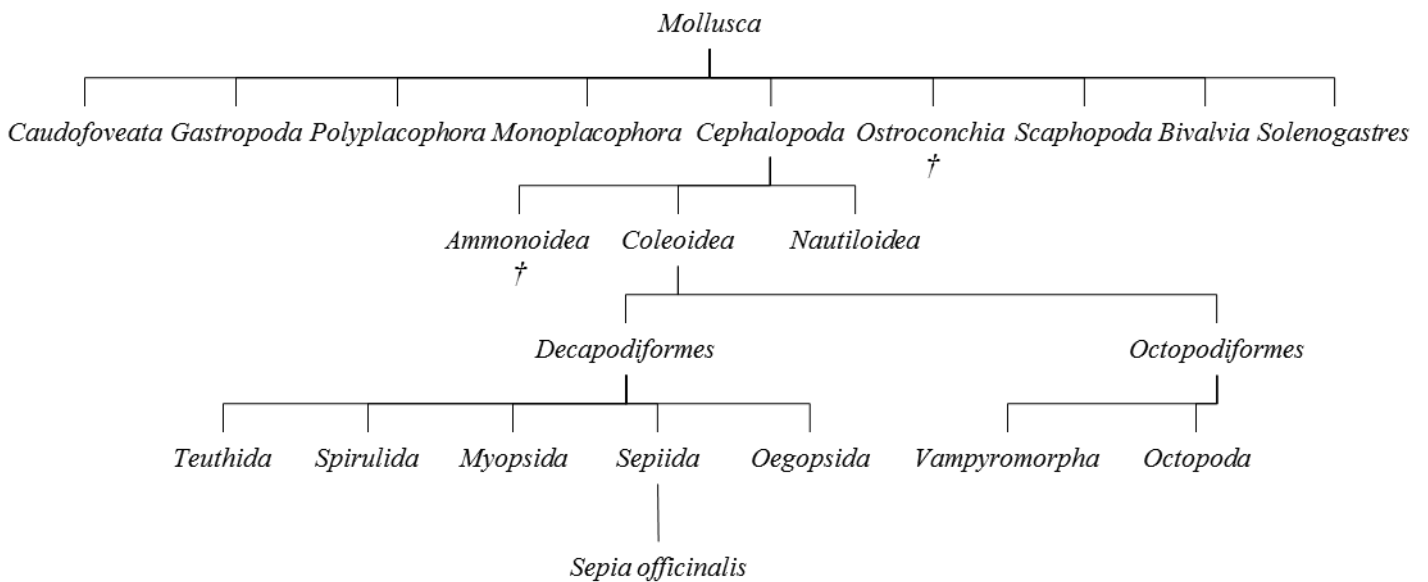 Mollusca
Caudofoveata Gastropoda Polyplacophora Monoplacophora Cephalopoda Ostroconchia Scaphopoda Bivalvia Solenogastres
†
Ammonoidea Coleoidea Nautiloidea
†
Decapodiformes Octopodiformes
Teuthida Spirulida Myopsida Sepiida Oegopsida Vampyromorpha Octopoda
Sepia officinalis